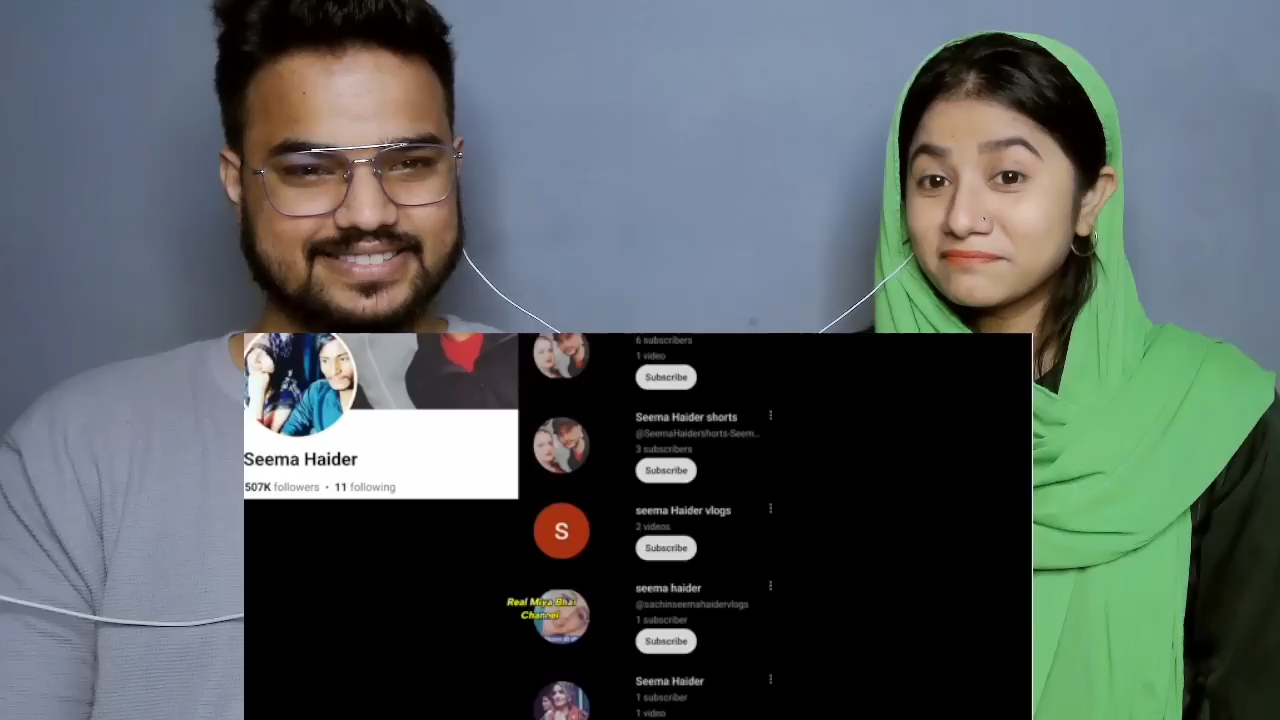 6 subscribers
1 video
Subscribe
Seema Haider shorts
@SeemaHaidershorts-Seem...
3 subscribers
Subscribe
Seema Haider
507K followers • 11 following
S
seema Haider vlogs
2 videos
Subscribe
Real Miya Bhai
Channel
seema haider
@sachinseemahaidervlogs
1 subscriber
Subscribe
Seema Haider
1 subscriber
1 video